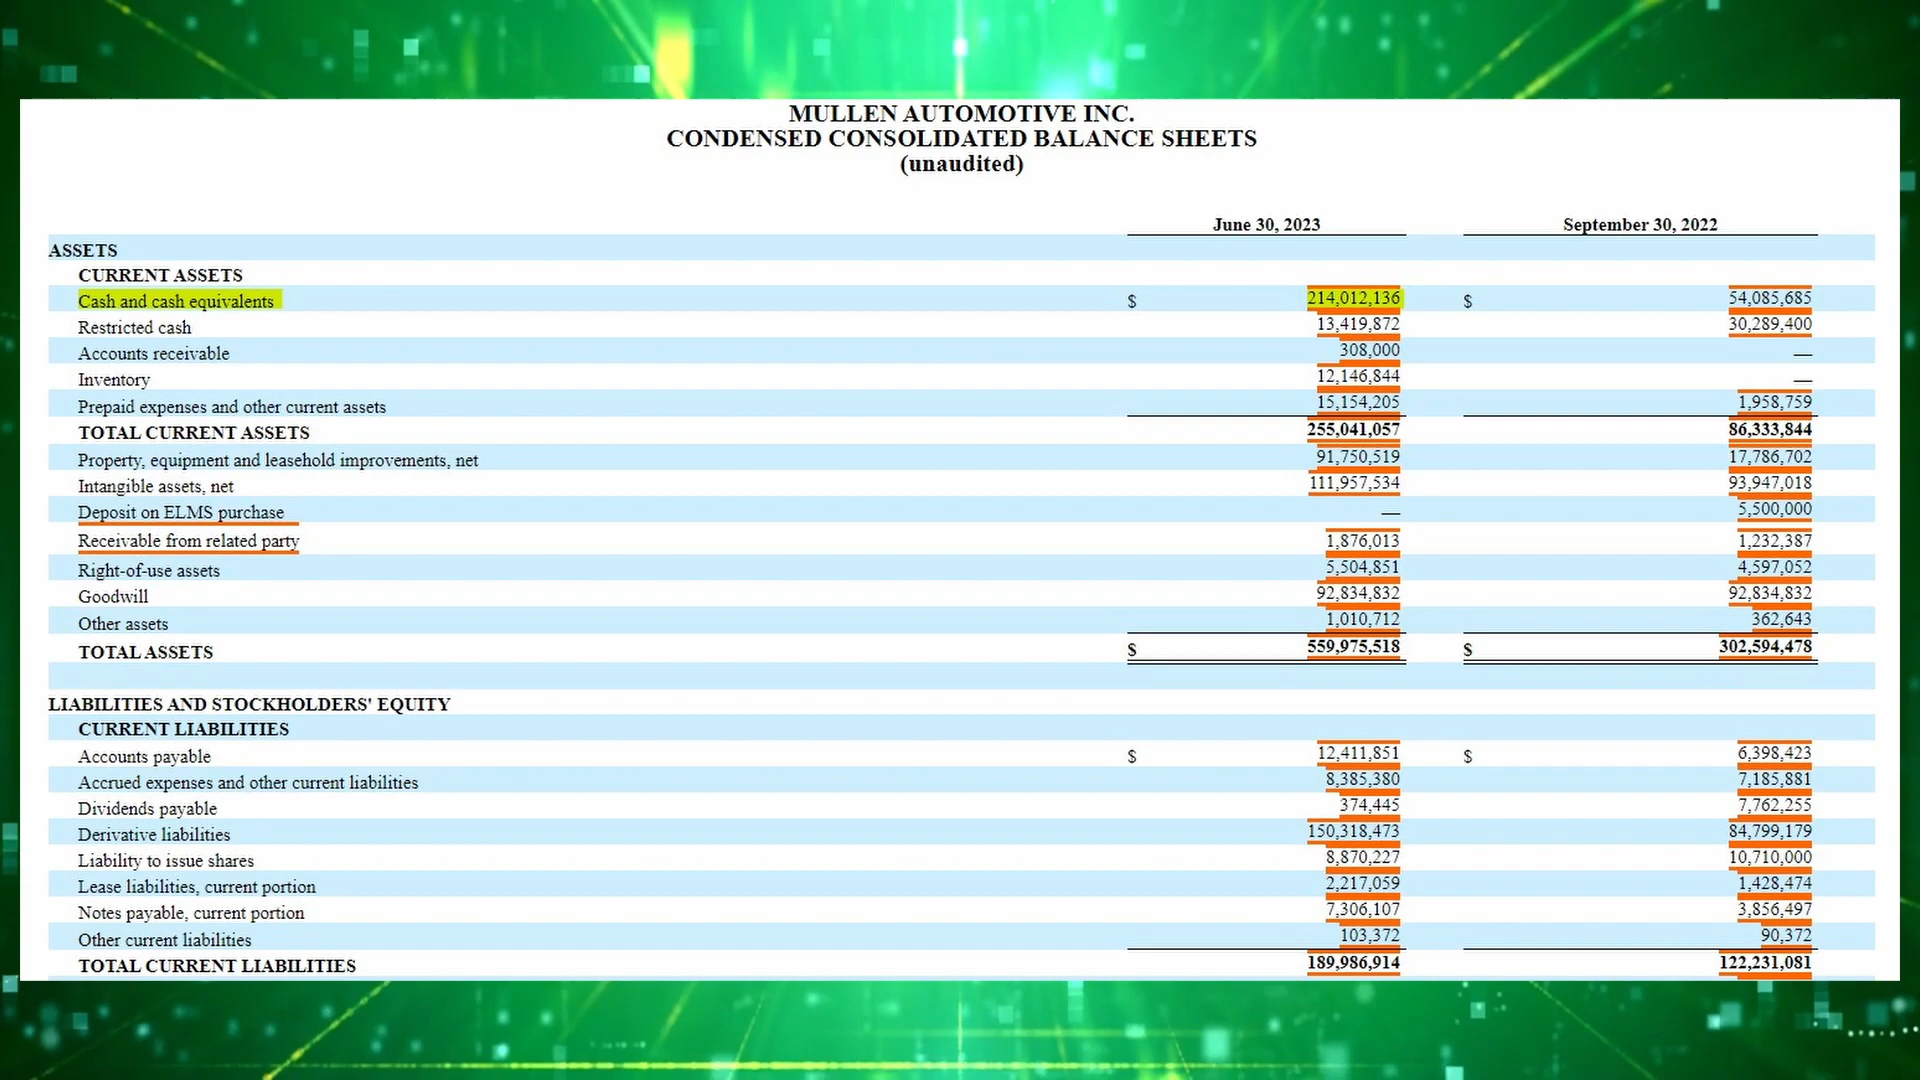 MULLEN AUTOMOTIVE INC.
CONDENSED CONSOLIDATED BALANCE SHEETS
(unaudited)
June 30, 2023 September 30, 2022
ASSETS
CURRENT ASSETS
Cash and cash equivalents $ 214,012,136 $ 54,085,685
Restricted cash 13,419,872 30,289,400
Accounts receivable 308,000 —
Inventory 12,146,844 —
Prepaid expenses and other current assets 15,154,205 1,958,759
TOTAL CURRENT ASSETS 255,041,057 86,333,844
Property, equipment and leasehold improvements, net 91,750,519 17,786,702
Intangible assets, net 111,957,534 93,947,018
Deposit on ELMS purchase — 5,500,000
Receivable from related party 1,876,013 1,232,387
Right-of-use assets 5,504,851 4,597,052
Goodwill 92,834,832 92,834,832
Other assets 1,010,712 362,643
TOTAL ASSETS $ 559,975,518 $ 302,594,478
LIABILITIES AND STOCKHOLDERS' EQUITY
CURRENT LIABILITIES
Accounts payable $ 12,411,851 $ 6,398,423
Accrued expenses and other current liabilities 8,385,380 7,185,881
Dividends payable 374,445 7,762,255
Derivative liabilities 150,318,473 84,799,179
Liability to issue shares 8,870,227 10,710,000
Lease liabilities, current portion 2,217,059 1,428,474
Notes payable, current portion 7,306,107 3,856,497
Other current liabilities 103,372 90,372
TOTAL CURRENT LIABILITIES 189,986,914 122,231,081